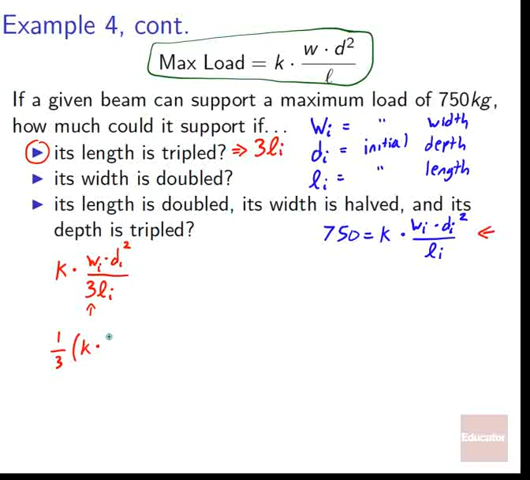 Example 4, cont.
Max Load = k · w · d² / l
If a given beam can support a maximum load of 750kg,
how much could it support if...
wᵢ = " width
▶ its length is tripled? ⇒ 3lᵢ
dᵢ = initial depth
▶ its width is doubled?
lᵢ = " length
▶ its length is doubled, its width is halved, and its
depth is tripled?
750 = k · wᵢ · dᵢ² / lᵢ ←
k · wᵢ · dᵢ² / 3lᵢ
↑
1/3 (k ·
Educator